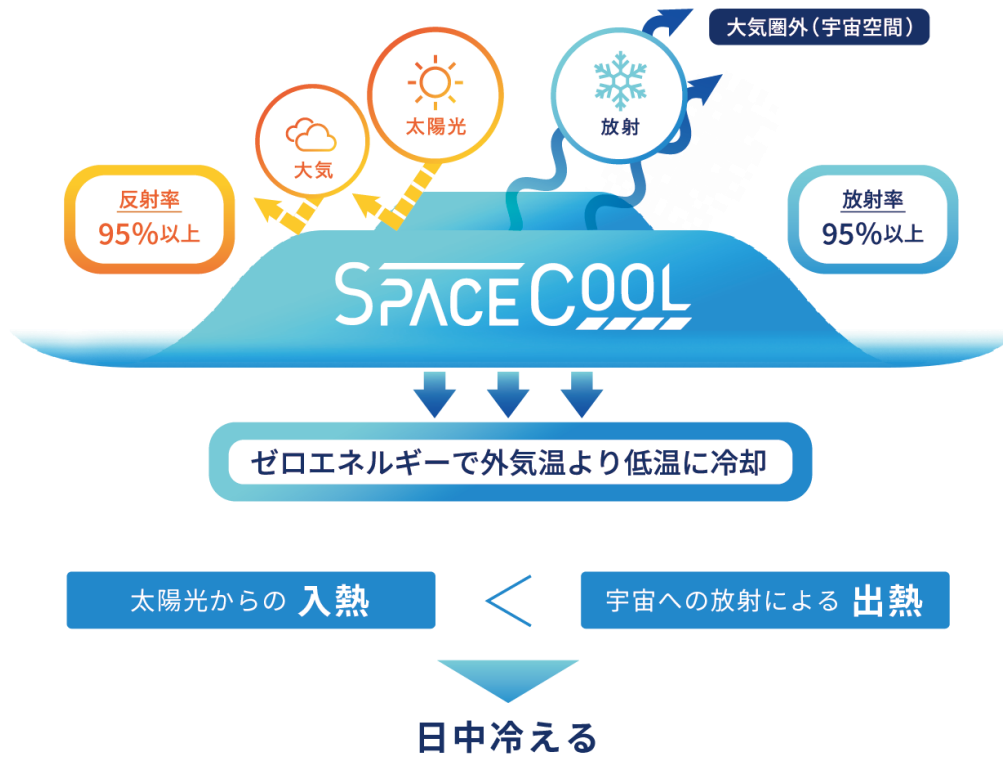 大気圏外(宇宙空間)
太陽光
放射
大気
反射率
95%以上
放射率
95%以上
SPACECOOL
ゼロエネルギーで外気温より低温に冷却
太陽光からの 入熱 < 宇宙への放射による 出熱
日中冷える